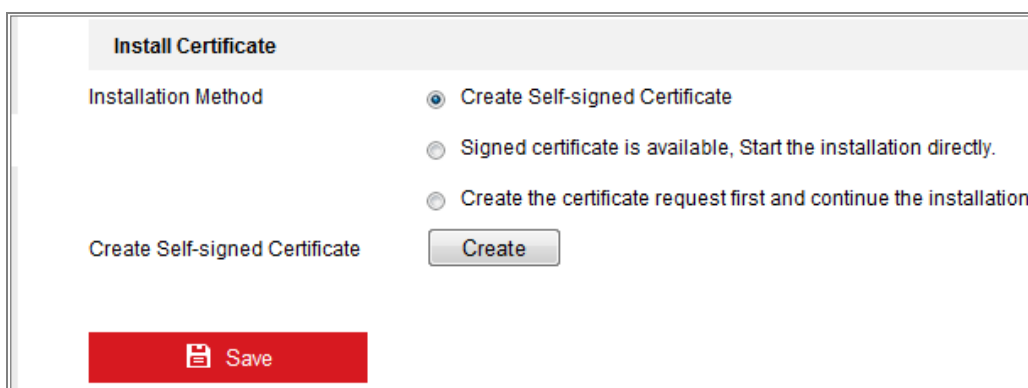 Install Certificate
Installation Method
Create Self-signed Certificate
Signed certificate is available, Start the installation directly.
Create the certificate request first and continue the installation
Create Self-signed Certificate
Create
Save